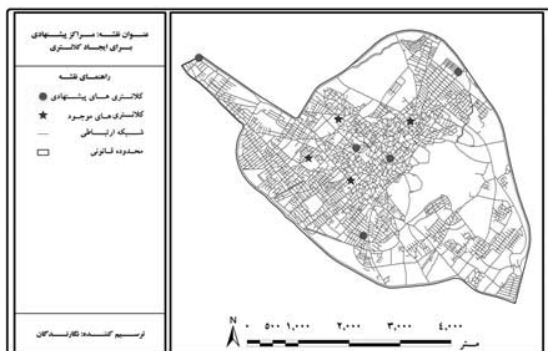 عنوان نقشه: مراکز پیشنهادی
برای ایجاد کلانتری
راهنمای نقشه
کلانتری های پیشنهادی
کلانتری های موجود
شبکه ارتباطی
محدوده قانونی
ترسیم کننده: نگارندگان
N
۰ ۵۰۰ ۱,۰۰۰ ۲,۰۰۰ ۳,۰۰۰ ۴,۰۰۰
متر